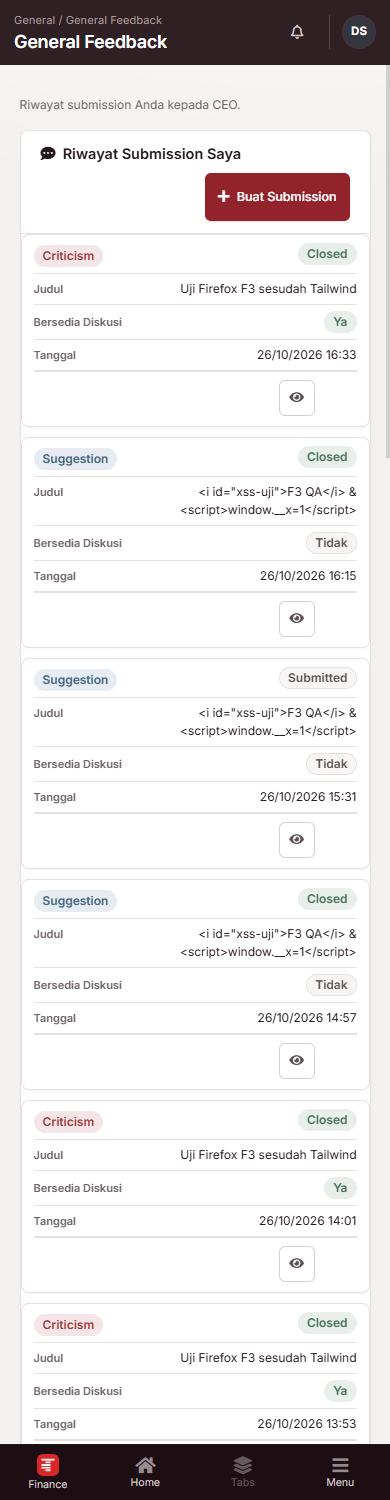 General / General Feedback
General Feedback
DS
Riwayat submission Anda kepada CEO.
Riwayat Submission Saya
Buat Submission
Criticism Closed
Judul Uji Firefox F3 sesudah Tailwind
Bersedia Diskusi Ya
Tanggal 26/10/2026 16:33
Suggestion Closed
Judul <i id="xss-uji">F3 QA</i> &
<script>window.__x=1</script>
Bersedia Diskusi Tidak
Tanggal 26/10/2026 16:15
Suggestion Submitted
Judul <i id="xss-uji">F3 QA</i> &
<script>window.__x=1</script>
Bersedia Diskusi Tidak
Tanggal 26/10/2026 15:31
Suggestion Closed
Judul <i id="xss-uji">F3 QA</i> &
<script>window.__x=1</script>
Bersedia Diskusi Tidak
Tanggal 26/10/2026 14:57
Criticism Closed
Judul Uji Firefox F3 sesudah Tailwind
Bersedia Diskusi Ya
Tanggal 26/10/2026 14:01
Criticism Closed
Judul Uji Firefox F3 sesudah Tailwind
Bersedia Diskusi Ya
Tanggal 26/10/2026 13:53
Finance Home Tabs Menu